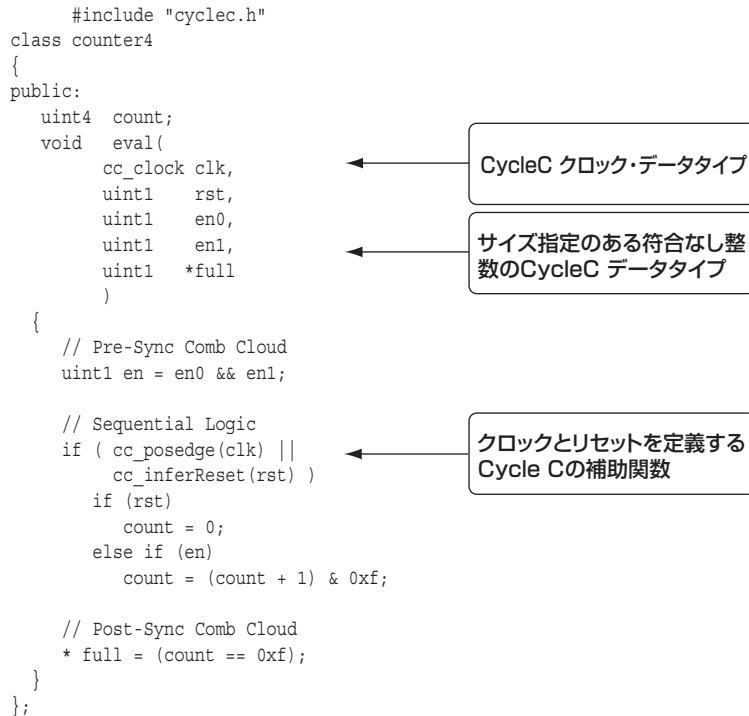 #include "cyclec.h"
class counter4
{
public:
uint4 count;
void eval(
cc_clock clk,
uint1 rst,
uint1 en0,
uint1 en1,
uint1 *full
)
{
// Pre-Sync Comb Cloud
uint1 en = en0 && en1;
// Sequential Logic
if ( cc_posedge(clk) ||
cc_inferReset(rst) )
if (rst)
count = 0;
else if (en)
count = (count + 1) & 0xf;
// Post-Sync Comb Cloud
* full = (count == 0xf);
}
};
CycleC クロック・データタイプ
サイズ指定のある符合なし整
数のCycleC データタイプ
クロックとリセットを定義する
Cycle Cの補助関数